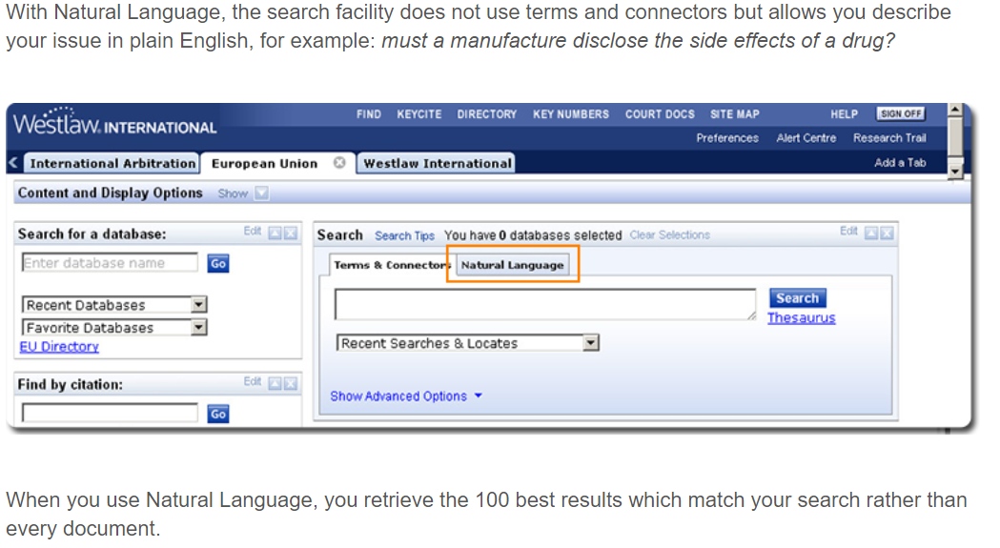 With Natural Language, the search facility does not use terms and connectors but allows you describe
your issue in plain English, for example: must a manufacture disclose the side effects of a drug?
Westlaw. INTERNATIONAL
FIND KEYCITE DIRECTORY KEY NUMBERS COURT DOCS SITE MAP HELP SIGN OFF
Preferences Alert Centre Research Trail
International Arbitration European Union Westlaw International Add a Tab
Content and Display Options Show
Search for a database: Edit
Search Search Tips You have 0 databases selected Clear Selections Edit
Enter database name Go
Terms & Connectors Natural Language
Recent Databases
Search
Favorite Databases
Thesaurus
EU Directory
Recent Searches & Locates
Find by citation: Edit
Show Advanced Options
Go
When you use Natural Language, you retrieve the 100 best results which match your search rather than
every document.